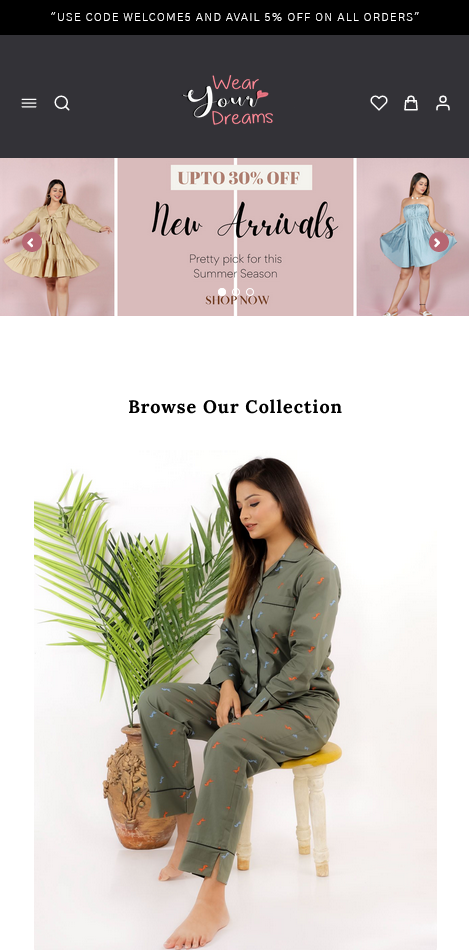 “USE CODE WELCOME5 AND AVAIL 5% OFF ON ALL ORDERS”
Wear
Your
Dreams
UPTO 30% OFF
New Arrivals
Pretty pick for this
Summer Season
SHOP NOW
Browse Our Collection